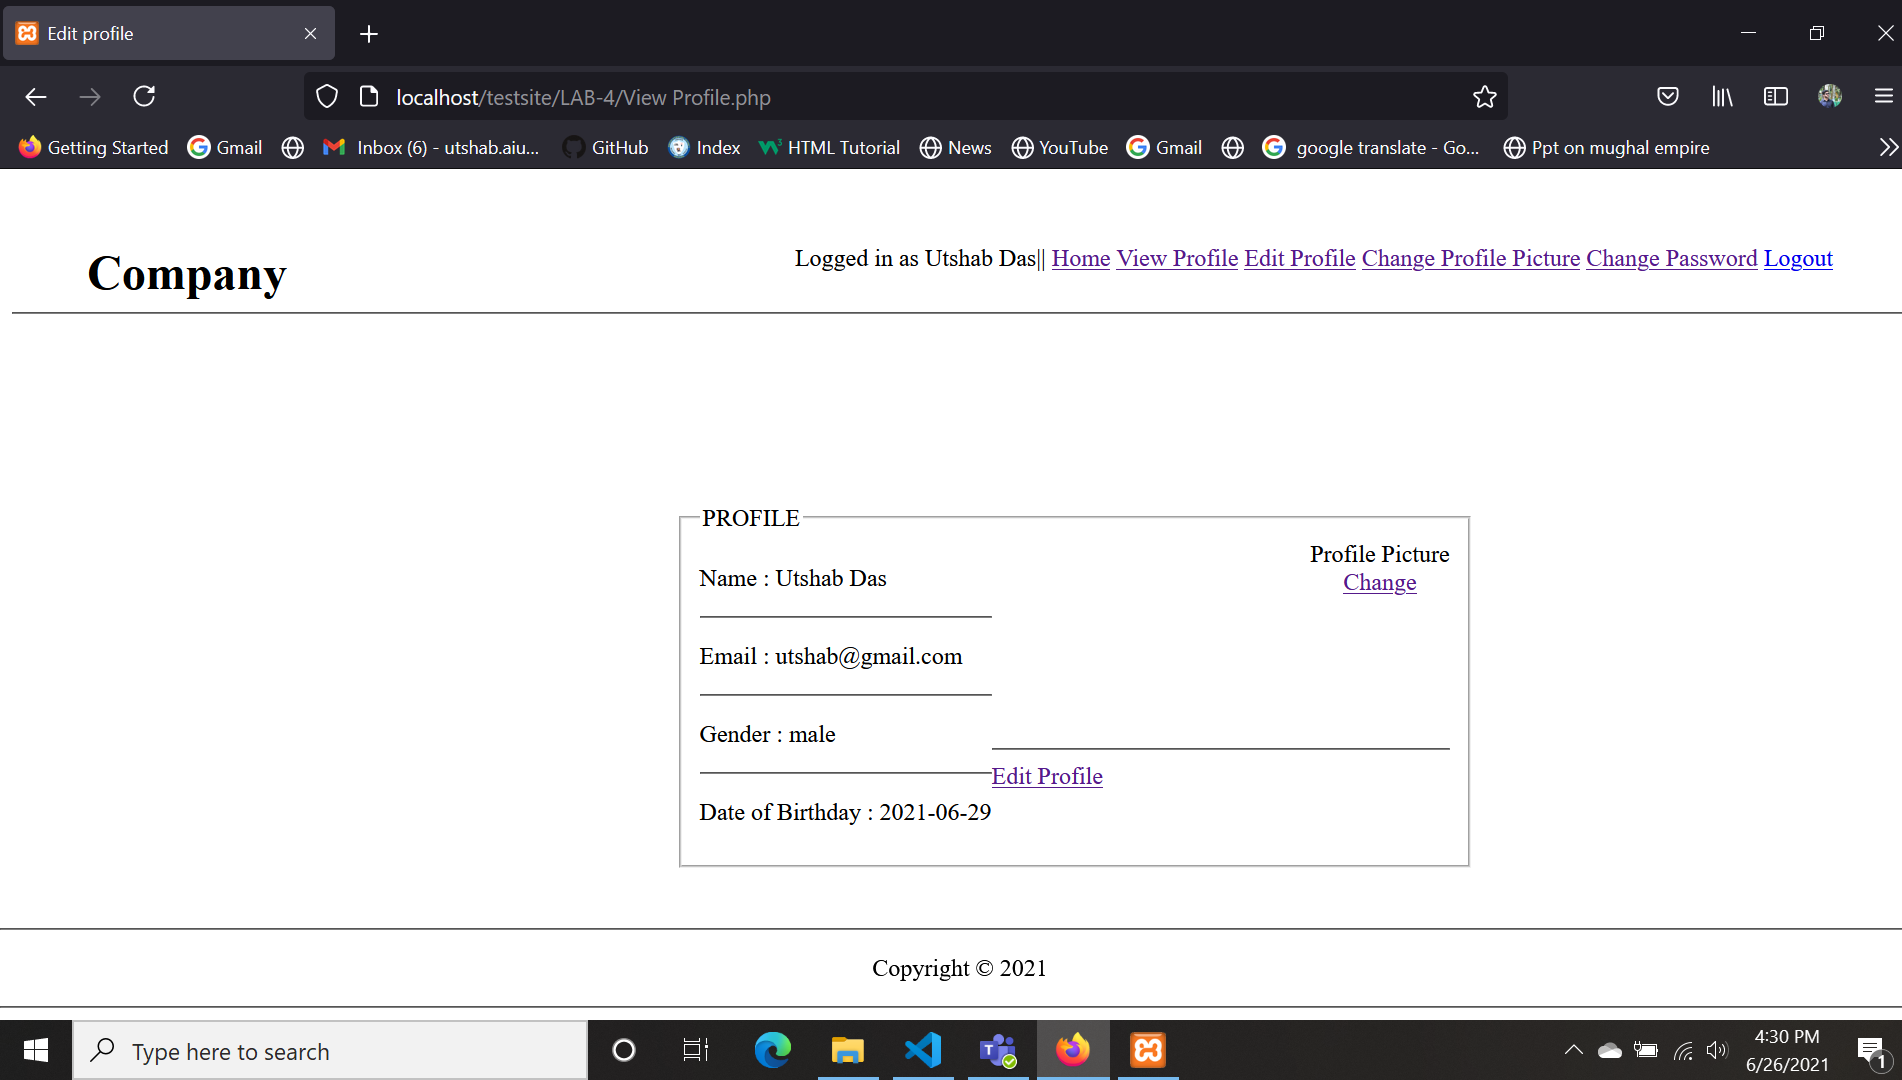 Edit profile
localhost/testsite/LAB-4/View Profile.php
Getting Started Gmail Inbox (6) - utshab.aiu... GitHub Index HTML Tutorial News YouTube Gmail google translate - Go... Ppt on mughal empire
Logged in as Utshab Das|| Home View Profile Edit Profile Change Profile Picture Change Password Logout
Company
PROFILE
Profile Picture
Change
Name : Utshab Das
Email : utshab@gmail.com
Gender : male
Edit Profile
Date of Birthday : 2021-06-29
Copyright © 2021
Type here to search
4:30 PM
6/26/2021
1